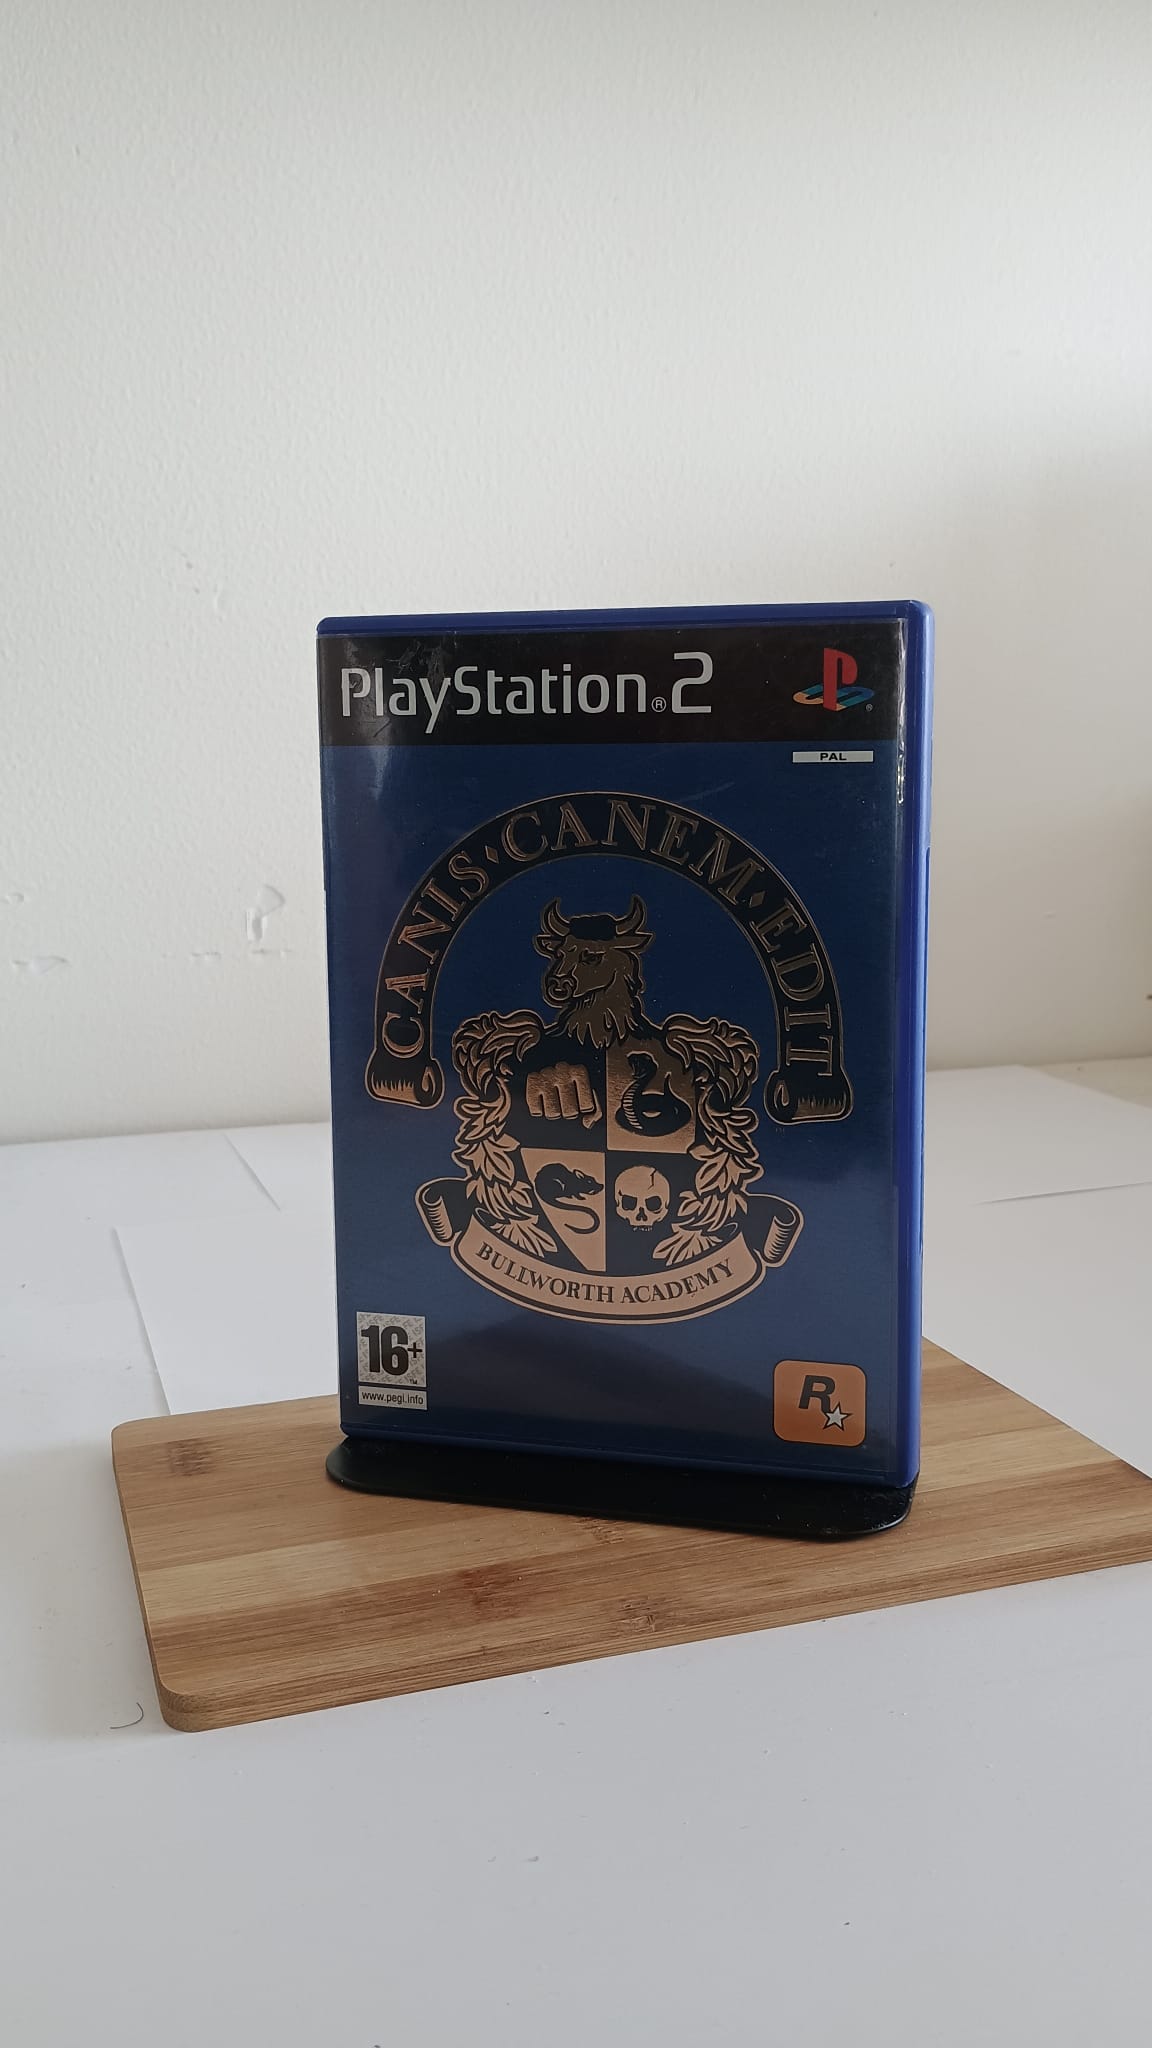 PlayStation®2
PAL
CANIS·CANEM·EDIT
BULLWORTH ACADEMY
16+
www.pegi.info
R